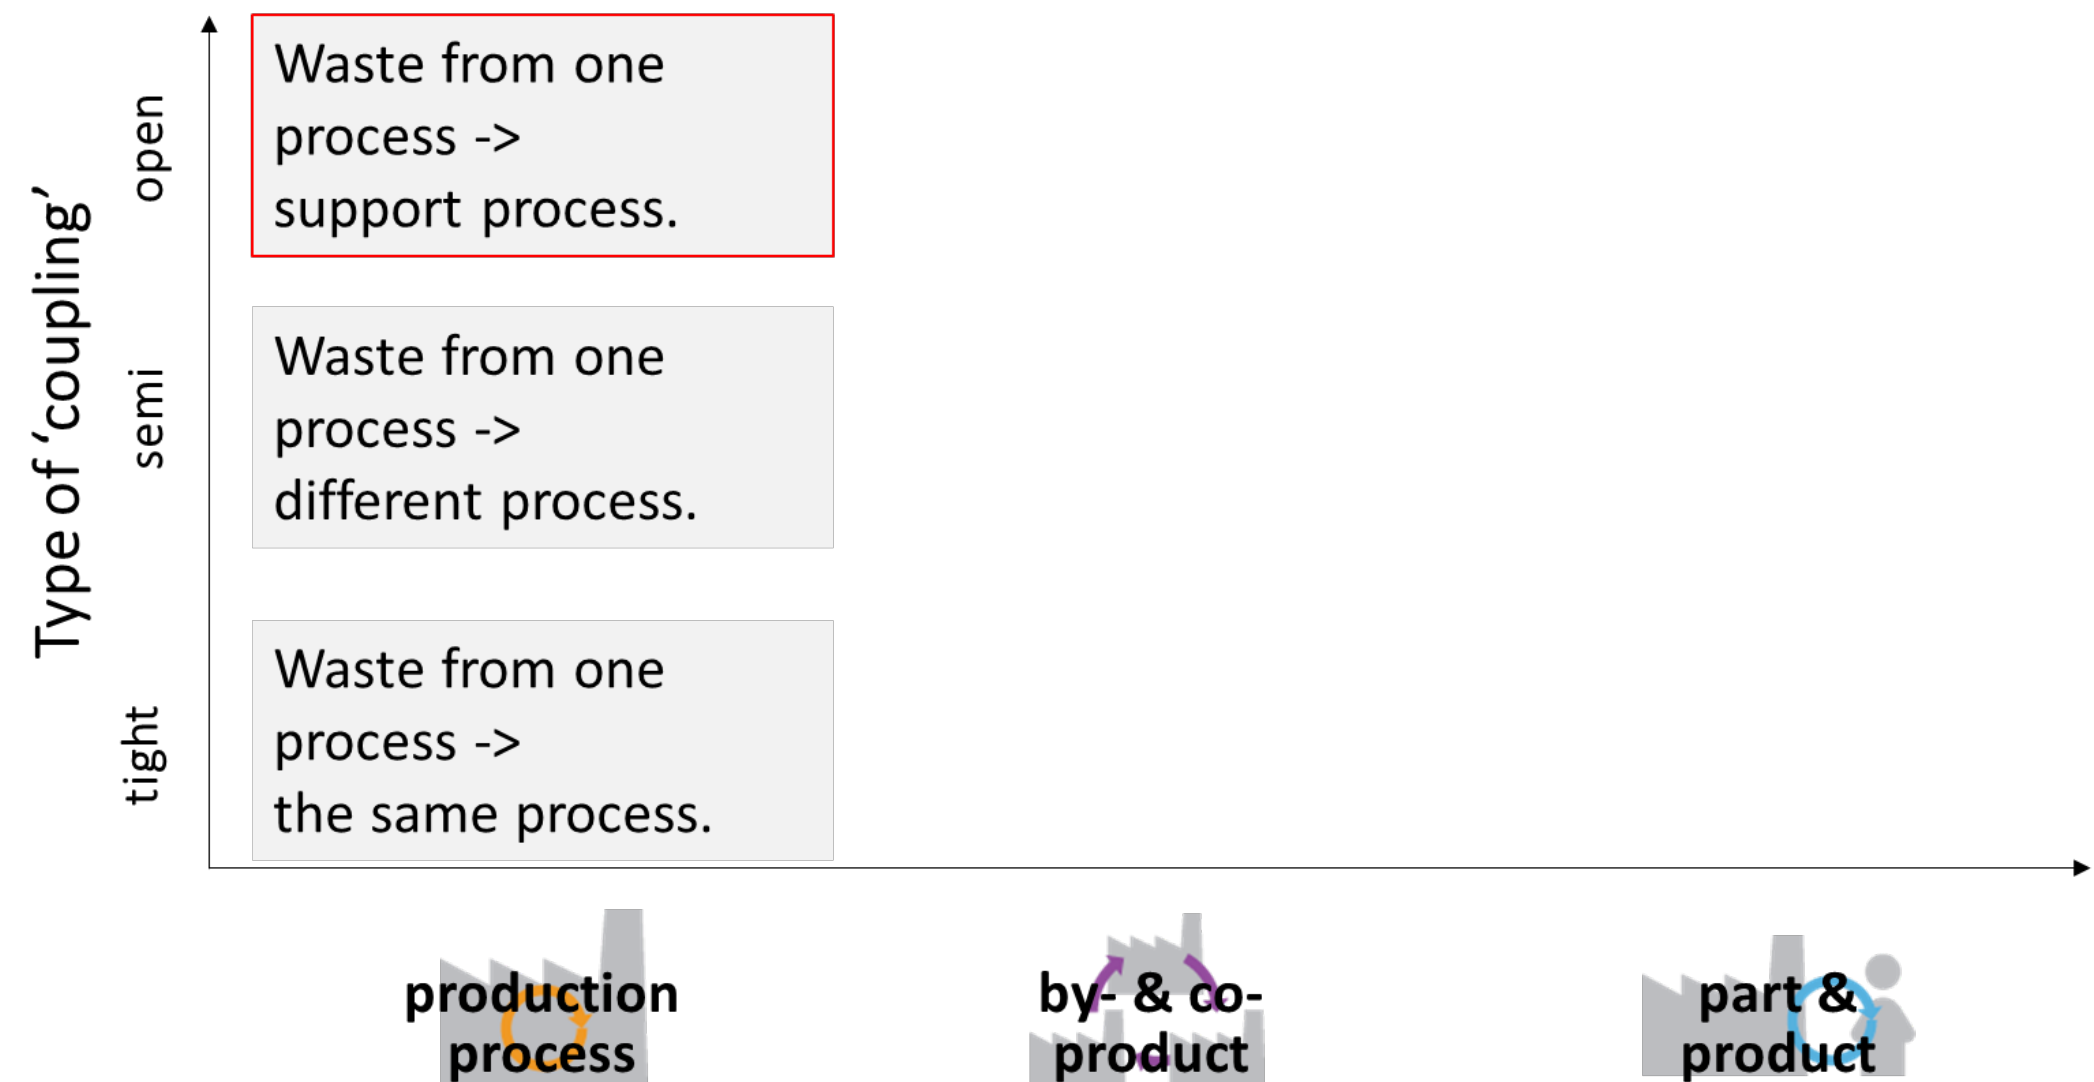 Type of ‘coupling’
open
semi
tight
Waste from one
process ->
support process.
Waste from one
process ->
different process.
Waste from one
process ->
the same process.
production
process
by- & co-
product
part &
product